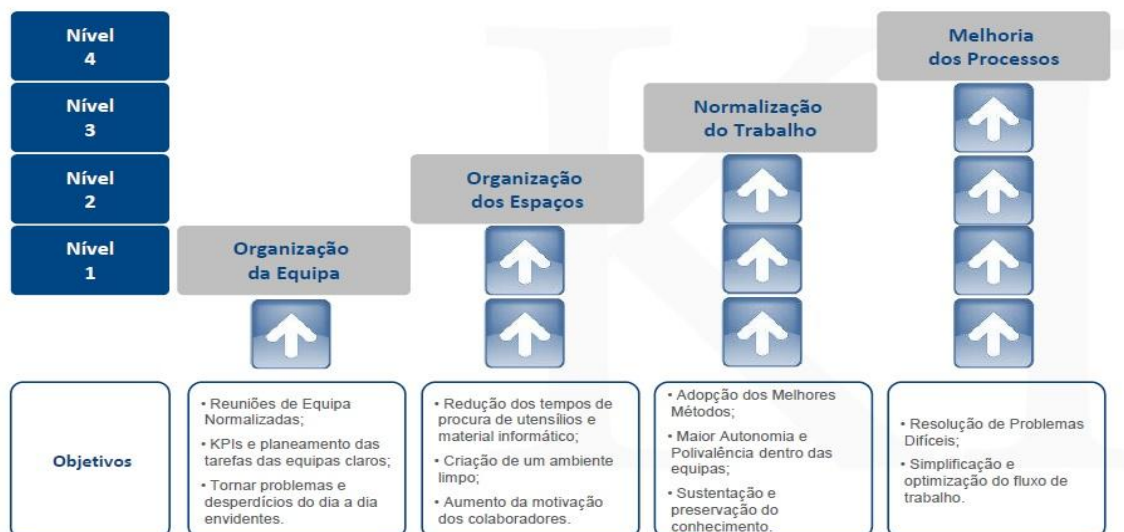 Nível
4
Melhoria
dos Processos
Nível
3
Normalização
do Trabalho
Nível
2
Organização
dos Espaços
Nível
1
Organização
da Equipa
Objetivos
• Reuniões de Equipa
Normalizadas;
• KPIs e planeamento das
tarefas das equipas claros;
• Tornar problemas e
desperdícios do dia a dia
envidentes.
• Redução dos tempos de
procura de utensílios e
material informático;
• Criação de um ambiente
limpo;
• Aumento da motivação
dos colaboradores.
• Adopção dos Melhores
Métodos;
• Maior Autonomia e
Polivalência dentro das
equipas;
• Sustentação e
preservação do
conhecimento.
• Resolução de Problemas
Difíceis;
• Simplificação e
optimização do fluxo de
trabalho.